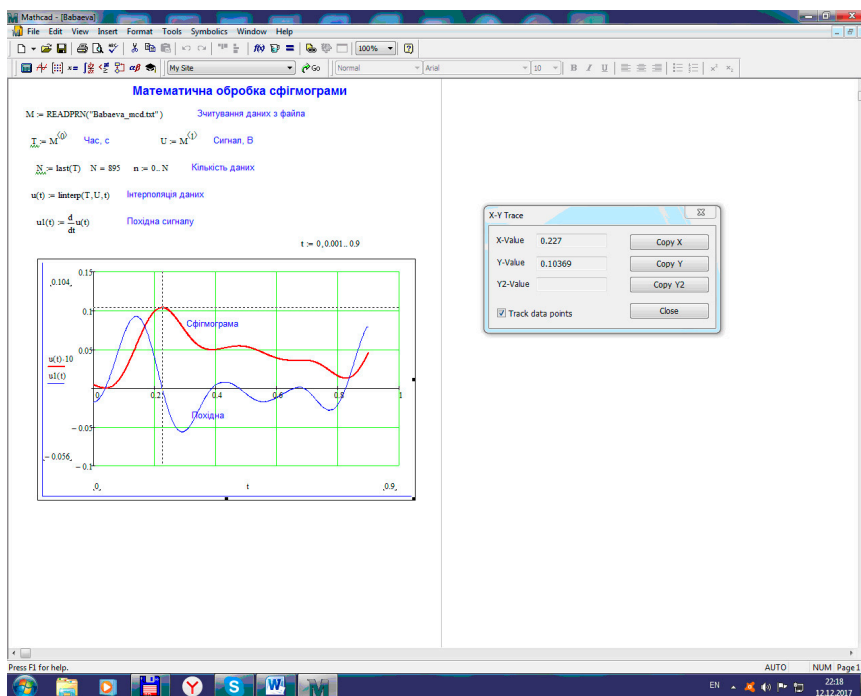 Mathcad - [Babaeva]
File Edit View Insert Format Tools Symbolics Window Help
100%
My Site Go Normal Arial 10 B I U
Математична обробка сфігмограми
M := READPRN("Babaeva_mcd.txt") Зчитування даних з файла
T := M^⟨0⟩ Час, с U := M^⟨1⟩ Сигнал, В
N := last(T) N = 895 n := 0.. N Кількість даних
u(t) := linterp(T,U,t) Інтерполяція даних
u1(t) := d/dt u(t) Похідна сигналу
t := 0,0.001.. 0.9
0.104
0.15
0.1
0.05
− 0.05
− 0.1
u(t)·10
u1(t)
− 0.056
Сфігмограма
0 0.2 0.4 0.6 0.8 1
Похідна
0 t 0.9
X-Y Trace
X-Value 0.227 Copy X
Y-Value 0.10369 Copy Y
Y2-Value Copy Y2
Track data points Close
Press F1 for help. AUTO NUM Page 1
EN 22:18
12.12.2017